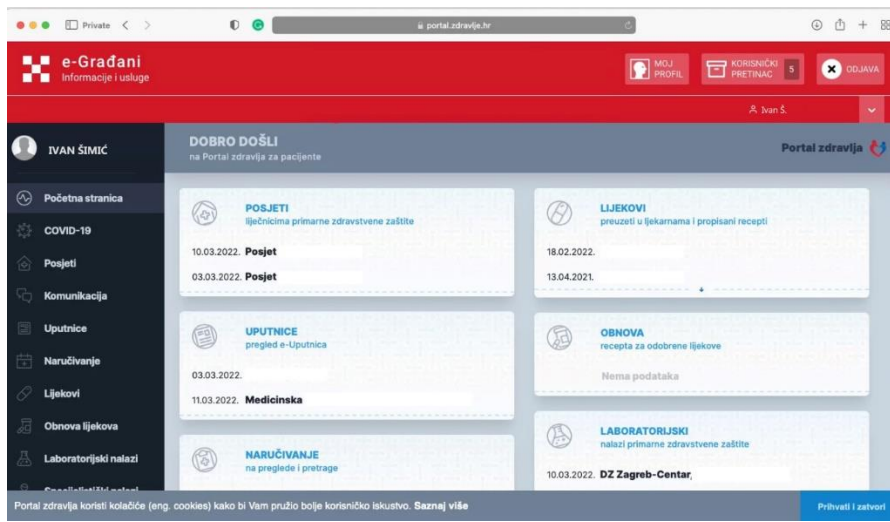 Private
portal.zdravlje.hr
e-Građani
Informacije i usluge
MOJ
PROFIL
KORISNIČKI
PRETINAC
5
ODJAVA
Ivan Š.
IVAN ŠIMIĆ
DOBRO DOŠLI
na Portal zdravlja za pacijente
Portal zdravlja
Početna stranica
COVID-19
Posjeti
Komunikacija
Uputnice
Naručivanje
Lijekovi
Obnova lijekova
Laboratorijski nalazi
Specijalistički nalazi
POSJETI
liječnicima primarne zdravstvene zaštite
10.03.2022. Posjet
03.03.2022. Posjet
LIJEKOVI
preuzeti u ljekarnama i propisani recepti
18.02.2022.
13.04.2021.
UPUTNICE
pregled e-Uputnica
03.03.2022.
11.03.2022. Medicinska
OBNOVA
recepta za odobrene lijekove
Nema podataka
NARUČIVANJE
na preglede i pretrage
LABORATORIJSKI
nalazi primarne zdravstvene zaštite
10.03.2022. DZ Zagreb-Centar,
Portal zdravlja koristi kolačiće (eng. cookies) kako bi Vam pružio bolje korisničko iskustvo. Saznaj više
Prihvati i zatvori